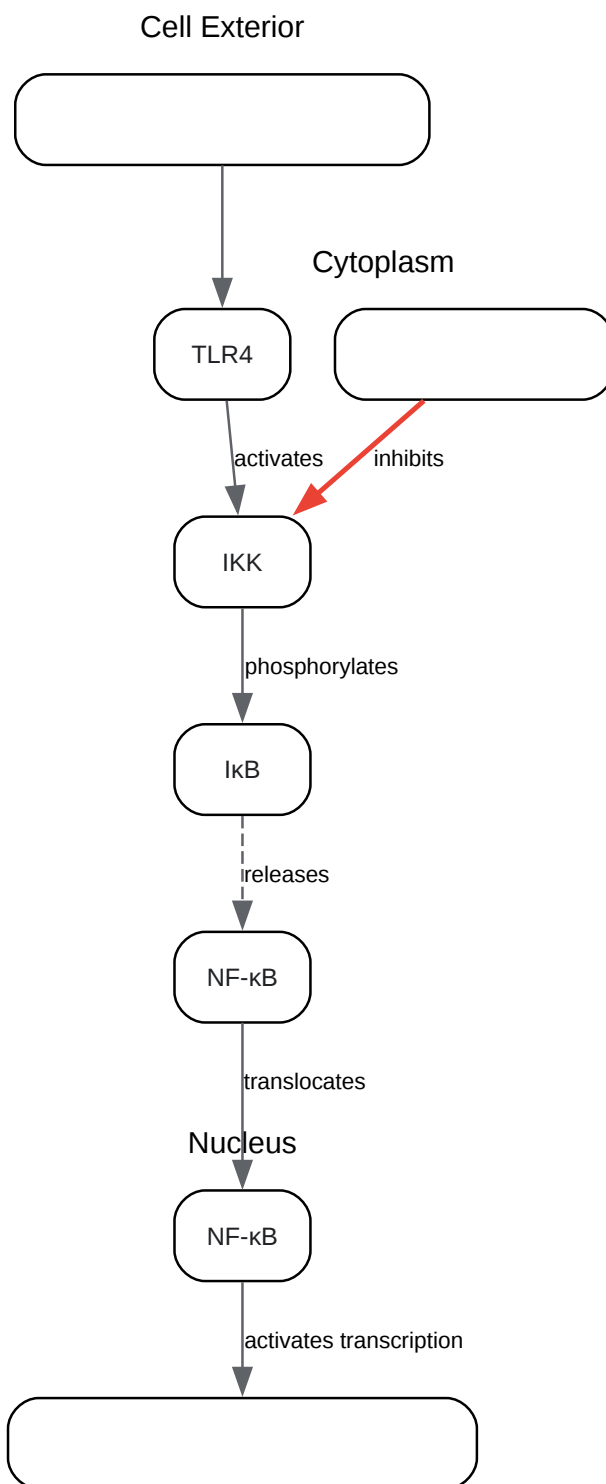 Cell Exterior
Cytoplasm
TLR4
activates
inhibits
IKK
phosphorylates
IκB
releases
NF-κB
translocates
Nucleus
NF-κB
activates transcription